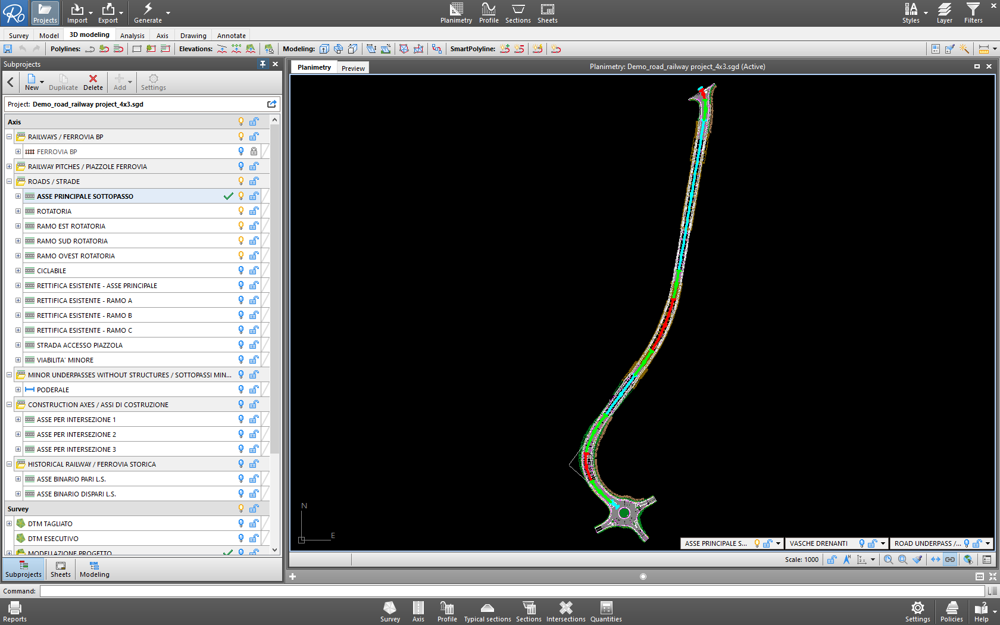 Ro
Projects
Import
Export
Generate
Planimetry
Profile
Sections
Sheets
Styles
Layer
Filters
Survey
Model
3D modeling
Analysis
Axis
Drawing
Annotate
Polylines:
Elevations:
Modeling:
SmartPolyline:
Subprojects
New
Duplicate
Delete
Add
Settings
Project: Demo_road_railway project_4x3.sgd
Axis
RAILWAYS / FERROVIA BP
FERROVIA BP
RAILWAY PITCHES / PIAZZOLE FERROVIA
ROADS / STRADE
ASSE PRINCIPALE SOTTOPASSO
ROTATORIA
RAMO EST ROTATORIA
RAMO SUD ROTATORIA
RAMO OVEST ROTATORIA
CICLABILE
RETTIFICA ESISTENTE - ASSE PRINCIPALE
RETTIFICA ESISTENTE - RAMO A
RETTIFICA ESISTENTE - RAMO B
RETTIFICA ESISTENTE - RAMO C
STRADA ACCESSO PIAZZOLA
VIABILITA' MINORE
MINOR UNDERPASSES WITHOUT STRUCTURES / SOTTOPASSI MIN...
PODERALE
CONSTRUCTION AXES / ASSI DI COSTRUZIONE
ASSE PER INTERSEZIONE 1
ASSE PER INTERSEZIONE 2
ASSE PER INTERSEZIONE 3
HISTORICAL RAILWAY / FERROVIA STORICA
ASSE BINARIO PARI L.S.
ASSE BINARIO DISPARI L.S.
Survey
DTM TAGLIATO
DTM ESECUTIVO
MODELLAZIONE PROGETTO
Subprojects
Sheets
BIM
Modeling
Planimetry
Preview
Planimetry: Demo_road_railway project_4x3.sgd (Active)
N
E
ASSE PRINCIPALE S...
VASCHE DRENANTI
ROAD UNDERPASS /...
Scale: 1000
Command:
Reports
Survey
Axis
Profile
Typical sections
Sections
Intersections
Quantities
Settings
Policies
Help